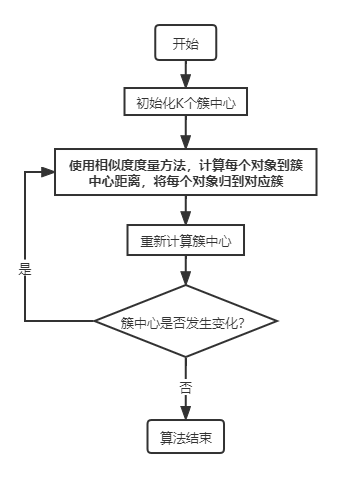 开始
初始化K个簇中心
使用相似度度量方法，计算每个对象到簇
中心距离，将每个对象归到对应簇
重新计算簇中心
是
簇中心是否发生变化？
否
算法结束